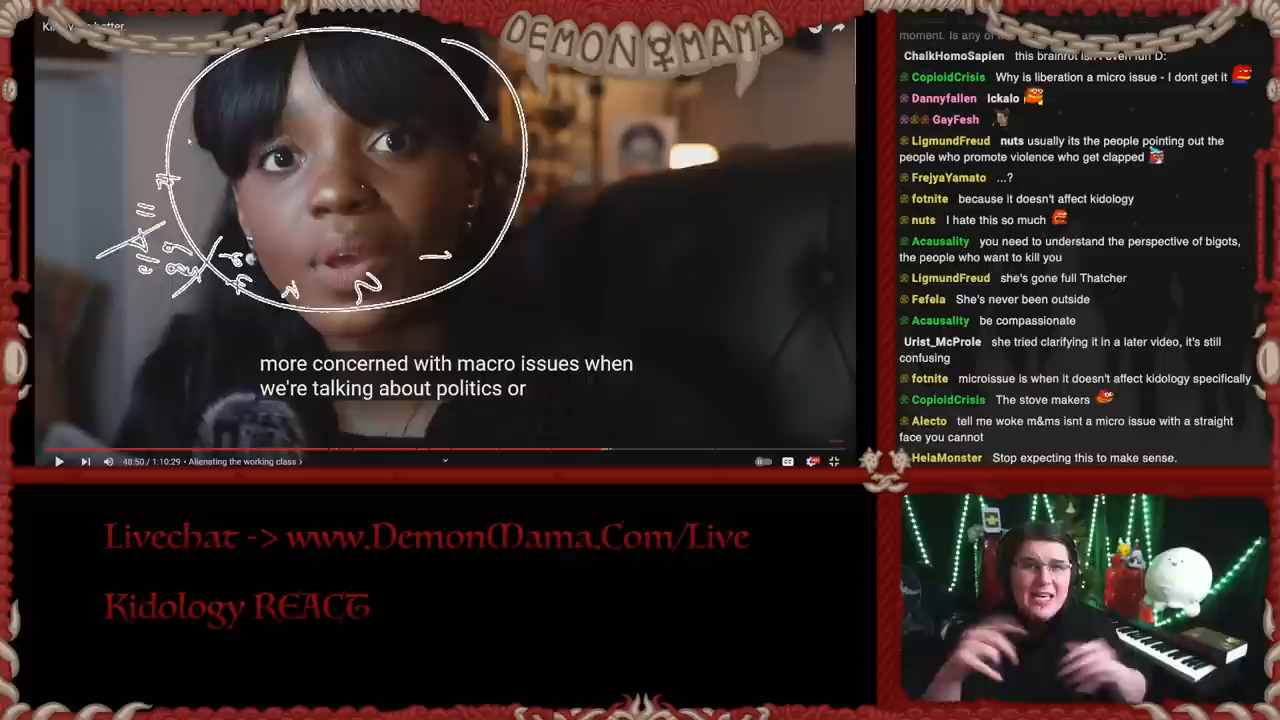 DEMON MAMA
more concerned with macro issues when
we're talking about politics or
48:50 / 1:10:29 • Alienating the working class ›
Livechat -> www.DemonMama.Com/Live
Kidology REACT
moment. Is any of
ChalkHomoSapien this brainrot isn't even fun D:
CopioidCrisis Why is liberation a micro issue - I dont get it
Dannyfallen Ickalo
GayFesh
LigmundFreud nuts usually its the people pointing out the
people who promote violence who get clapped
FrejyaYamato ...?
fotnite because it doesn't affect kidology
nuts I hate this so much
Acausality you need to understand the perspective of bigots,
the people who want to kill you
LigmundFreud she's gone full Thatcher
Fefela She's never been outside
Acausality be compassionate
Urist_McProle she tried clarifying it in a later video, it's still
confusing
fotnite microissue is when it doesn't affect kidology specifically
CopioidCrisis The stove makers
Alecto tell me woke m&ms isnt a micro issue with a straight
face you cannot
HelaMonster Stop expecting this to make sense.